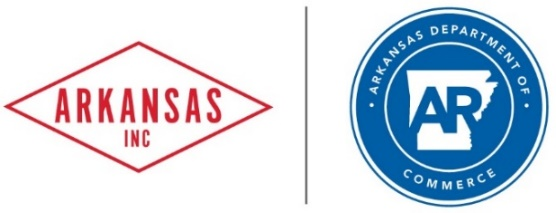 ARKANSAS
INC
ARKANSAS DEPARTMENT OF
AR
COMMERCE